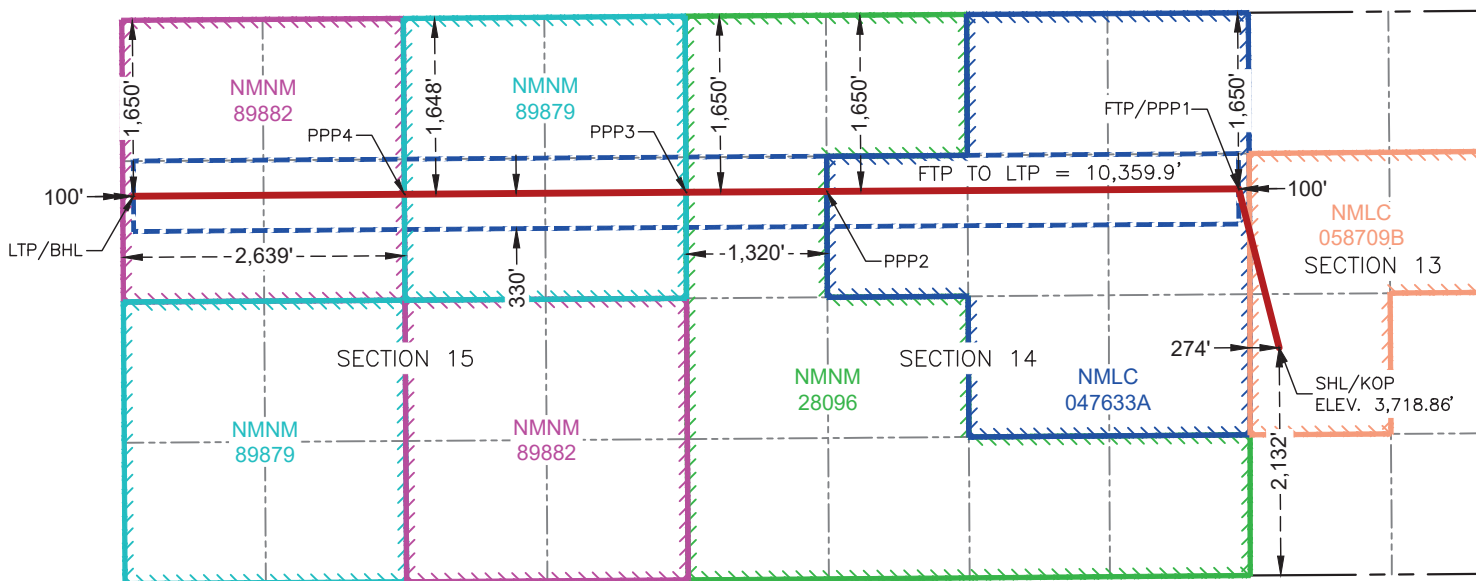 1,650'
NMNM
89882
1,648'
NMNM
89879
1,650'
1,650'
1,650'
FTP/PPP1
PPP4
PPP3
FTP TO LTP = 10,359.9'
100'
100'
LTP/BHL
2,639'
330'
1,320'
PPP2
NMLC
058709B
SECTION 13
SECTION 15
SECTION 14
274'
SHL/KOP
ELEV. 3,718.86'
NMNM
28096
NMLC
047633A
NMNM
89879
NMNM
89882
2,132'